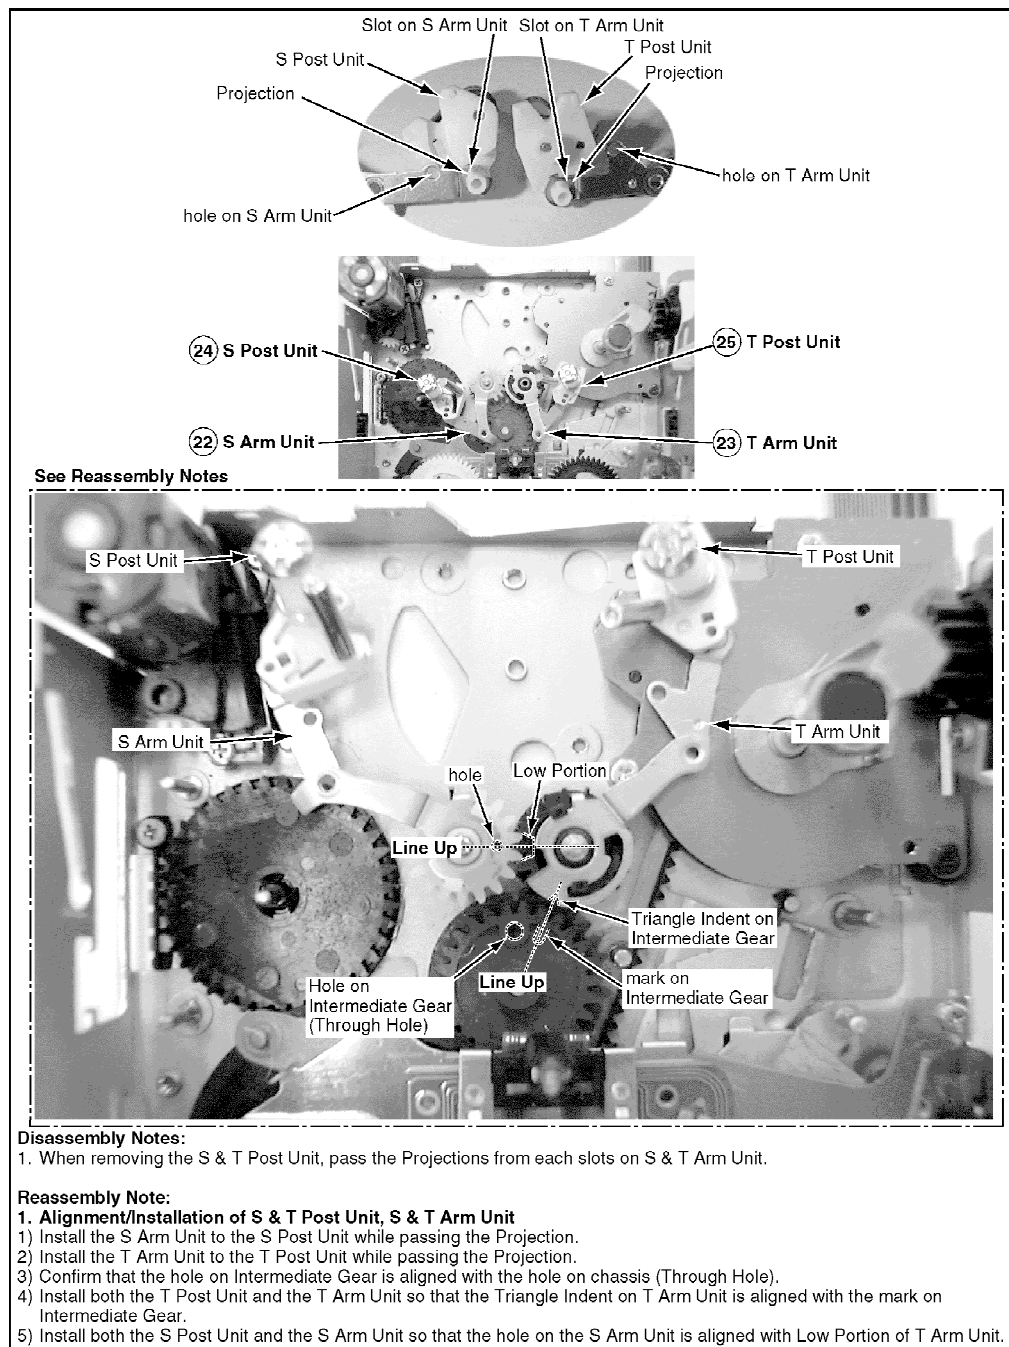 Slot on S Arm Unit Slot on T Arm Unit
S Post Unit
T Post Unit
Projection
Projection
hole on T Arm Unit
hole on S Arm Unit
24 S Post Unit
25 T Post Unit
22 S Arm Unit
23 T Arm Unit
See Reassembly Notes
S Post Unit
T Post Unit
S Arm Unit
T Arm Unit
hole
Low Portion
Line Up
Triangle Indent on
Intermediate Gear
Line Up
mark on
Intermediate Gear
Hole on
Intermediate Gear
(Through Hole)
Disassembly Notes:
1. When removing the S & T Post Unit, pass the Projections from each slots on S & T Arm Unit.
Reassembly Note:
1. Alignment/Installation of S & T Post Unit, S & T Arm Unit
1) Install the S Arm Unit to the S Post Unit while passing the Projection.
2) Install the T Arm Unit to the T Post Unit while passing the Projection.
3) Confirm that the hole on Intermediate Gear is aligned with the hole on chassis (Through Hole).
4) Install both the T Post Unit and the T Arm Unit so that the Triangle Indent on T Arm Unit is aligned with the mark on
Intermediate Gear.
5) Install both the S Post Unit and the S Arm Unit so that the hole on the S Arm Unit is aligned with Low Portion of T Arm Unit.